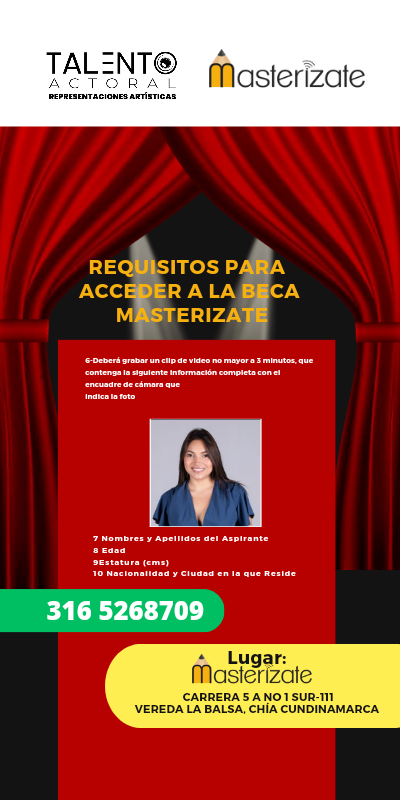 TALENTO
ACTORAL
REPRESENTACIONES ARTÍSTICAS
masterízate
REQUISITOS PARA
ACCEDER A LA BECA
MASTERIZATE
6-Deberá grabar un clip de video no mayor a 3 minutos, que
contenga la siguiente información completa con el
encuadre de cámara que
indica la foto
7 Nombres y Apellidos del Aspirante
8 Edad
9Estatura (cms)
10 Nacionalidad y Ciudad en la que Reside
316 5268709
Lugar:
masterízate
CARRERA 5 A NO 1 SUR-111
VEREDA LA BALSA, CHÍA CUNDINAMARCA